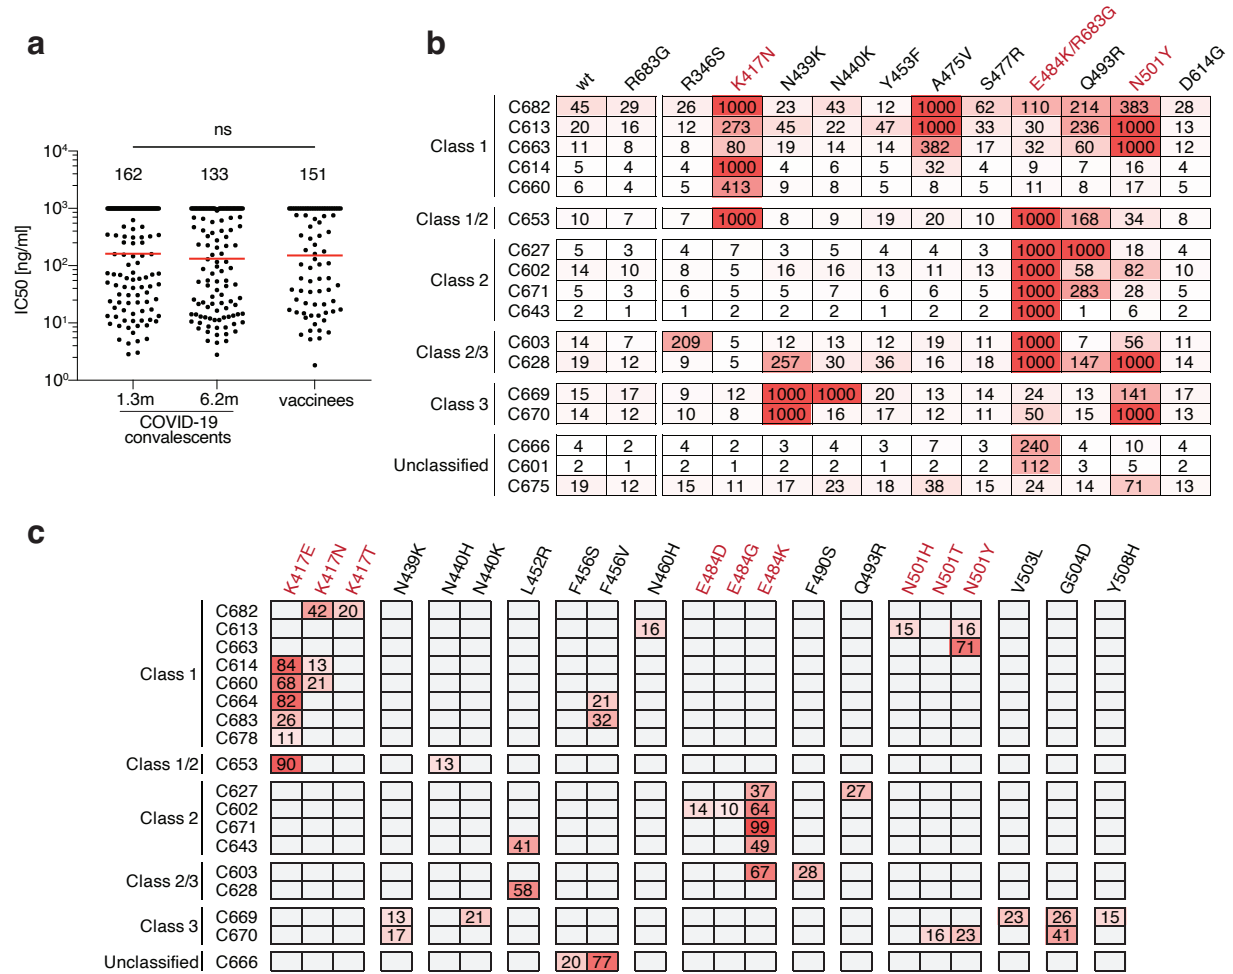 a
ns
162 133 151
10⁴
10³
10²
10¹
10⁰
IC50 [ng/ml]
1.3m 6.2m vaccinees
COVID-19
convalescents
b
wt R683G R346S K417N N439K N440K Y453F A475V S477R E484K/R683G Q493R N501Y D614G
Class 1
C682 45 29 26 1000 23 43 12 1000 62 110 214 383 28
C613 20 16 12 273 45 22 47 1000 33 30 236 1000 13
C663 11 8 8 80 19 14 14 382 17 32 60 1000 12
C614 5 4 4 1000 4 6 5 32 4 9 7 16 4
C660 6 4 5 413 9 8 5 8 5 11 8 17 5
Class 1/2
C653 10 7 7 1000 8 9 19 20 10 1000 168 34 8
Class 2
C627 5 3 4 7 3 5 4 4 3 1000 1000 18 4
C602 14 10 8 5 16 16 13 11 13 1000 58 82 10
C671 5 3 6 5 5 7 6 6 5 1000 283 28 5
C643 2 1 1 2 2 2 1 2 2 1000 1 6 2
Class 2/3
C603 14 7 209 5 12 13 12 19 11 1000 7 56 11
C628 19 12 9 5 257 30 36 16 18 1000 147 1000 14
Class 3
C669 15 17 9 12 1000 1000 20 13 14 24 13 141 17
C670 14 12 10 8 1000 16 17 12 11 50 15 1000 13
Unclassified
C666 4 2 4 2 3 4 3 7 3 240 4 10 4
C601 2 1 2 1 2 2 1 2 2 112 3 5 2
C675 19 12 15 11 17 23 18 38 15 24 14 71 13
c
K417E K417N K417T N439K N440H N440K L452R F456S F456V N460H E484D E484G E484K F490S Q493R N501H N501T N501Y V503L G504D Y508H
Class 1
C682 42 20
C613 16 15 16
C663 71
C614 84 13
C660 68 21
C664 82 21
C683 26 32
C678 11
Class 1/2
C653 90 13
Class 2
C627 37 27
C602 14 10 64
C671 99
C643 41 49
Class 2/3
C603 67 28
C628 58
Class 3
C669 13 21 23 26 15
C670 17 16 23 41
Unclassified
C666 20 77